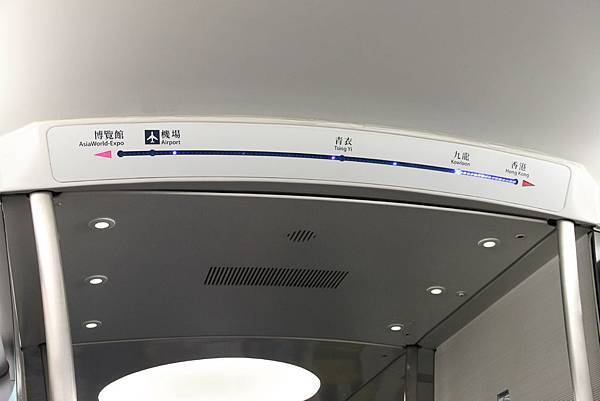 博覽館
AsiaWorld-Expo
機場
Airport
青衣
Tsing Yi
九龍
Kowloon
香港
Hong Kong